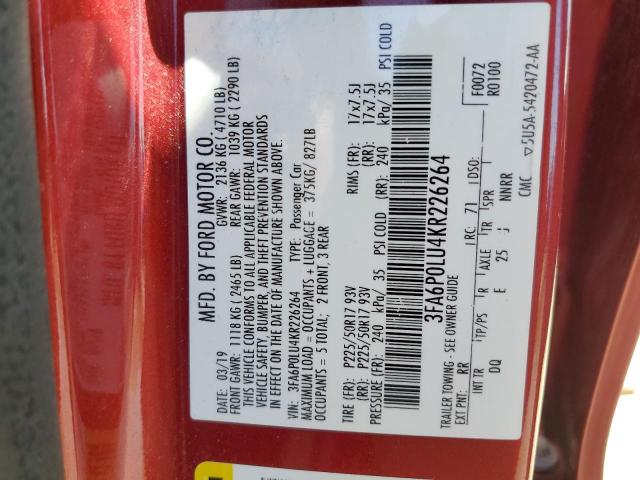 MFD. BY FORD MOTOR CO.
03/19 GVWR: 2136 KG ( 4710 LB)
FRONT GAWR: 1118 KG ( 2465 LB) REAR GAWR: 1039 KG ( 2290 LB)
THIS VEHICLE CONFORMS TO ALL APPLICABLE FEDERAL MOTOR
VEHICLE SAFETY, BUMPER, AND THEFT PREVENTION STANDARDS
IN EFFECT ON THE DATE OF MANUFACTURE SHOWN ABOVE.
VIN: 3FA6P0LU4KR226264 TYPE: Passenger Car
MAXIMUM LOAD = OCCUPANTS + LUGGAGE = 375KG/ 827LB
OCCUPANTS = 5 TOTAL; 2 FRONT, 3 REAR
TIRE (FR): P225/50R17 93V RIMS (FR): 17x7.5J
(RR): P225/50R17 93V (RR): 17x7.5J
PRESSURE (FR): 240 kPa/ 35 PSI COLD (RR): 240 kPa/ 35 PSI COLD
3FA6P0LU4KR226264
TRAILER TOWING - SEE OWNER GUIDE
F0072
EXT PNT: RR RC: 71 DSO: R0100
INT TR TP/PS R AXLE TR SPR
DQ E 25 J NNRR
CMC 5U5A-5420472-AA